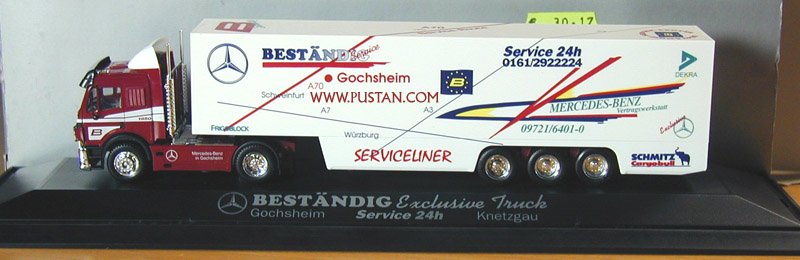 € 30.-17
A70
BESTÄNDIG Service
Service 24h
0161/2922224
DEKRA
Gochsheim
A70
Schweinfurt
WWW.PUSTAN.COM
A7
A3
MERCEDES-BENZ
Vertragswerkstatt
09721/6401-0
FRIGOBLOCK
Würzburg
Exclusive
B
1850
Mercedes-Benz
in Gochsheim
SERVICELINER
SCHMITZ
Cargobull
BESTÄNDIG Exclusive Truck
Gochsheim Service 24h Knetzgau